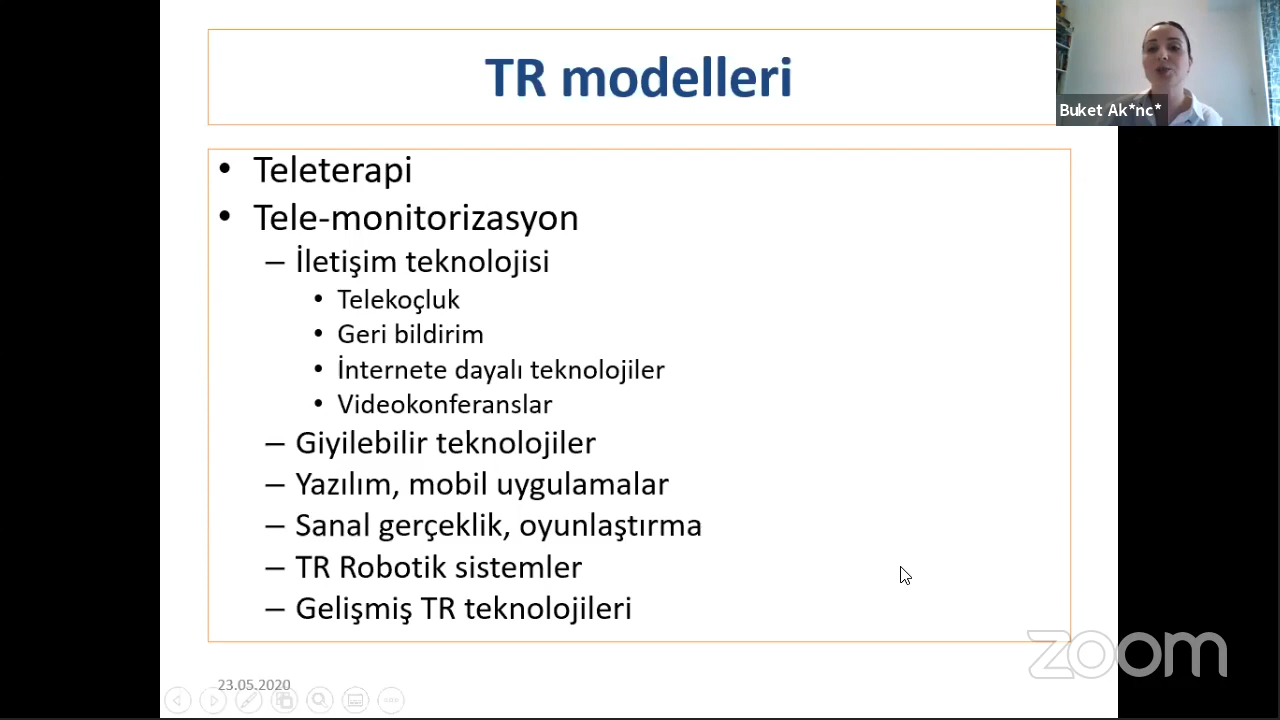 TR modelleri
Buket Ak*nc*
• Teleterapi
• Tele-monitorizasyon
– İletişim teknolojisi
• Telekoçluk
• Geri bildirim
• İnternete dayalı teknolojiler
• Videokonferanslar
– Giyilebilir teknolojiler
– Yazılım, mobil uygulamalar
– Sanal gerçeklik, oyunlaştırma
– TR Robotik sistemler
– Gelişmiş TR teknolojileri
zoom
23.05.2020